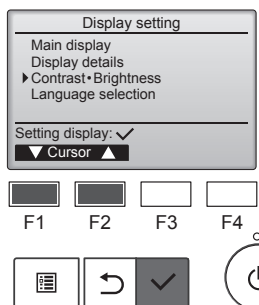 Display setting
Main display
Display details
Contrast•Brightness
Language selection
Setting display: ✓
▼ Cursor ▲
F1 F2 F3 F4